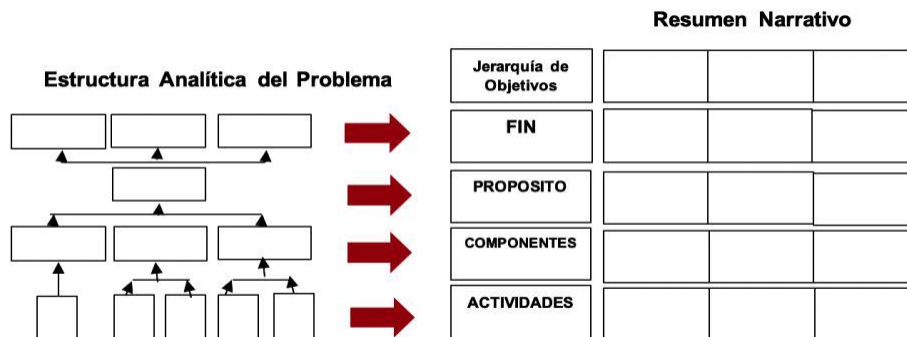 Resumen Narrativo
Estructura Analítica del Problema
Jerarquía de
Objetivos
FIN
PROPOSITO
COMPONENTES
ACTIVIDADES